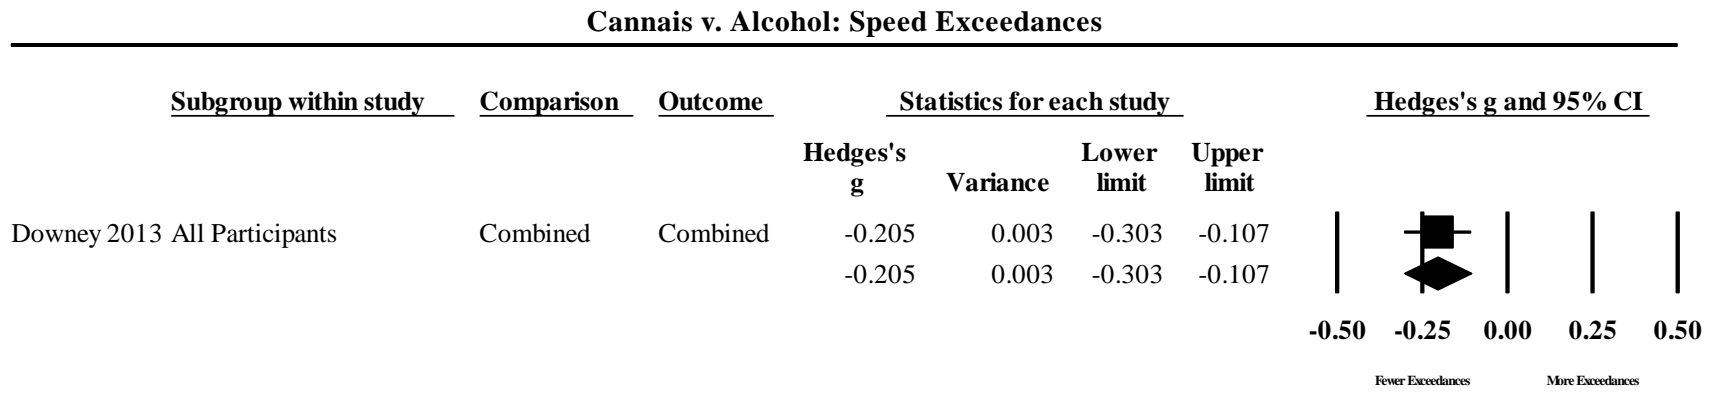 Cannais v. Alcohol: Speed Exceedances
Subgroup within study Comparison Outcome Statistics for each study Hedges's g and 95% CI
Hedges's Lower Upper
g Variance limit limit
Downey 2013 All Participants Combined Combined -0.205 0.003 -0.303 -0.107
-0.205 0.003 -0.303 -0.107
-0.50 -0.25 0.00 0.25 0.50
Fewer Exceedances More Exceedances